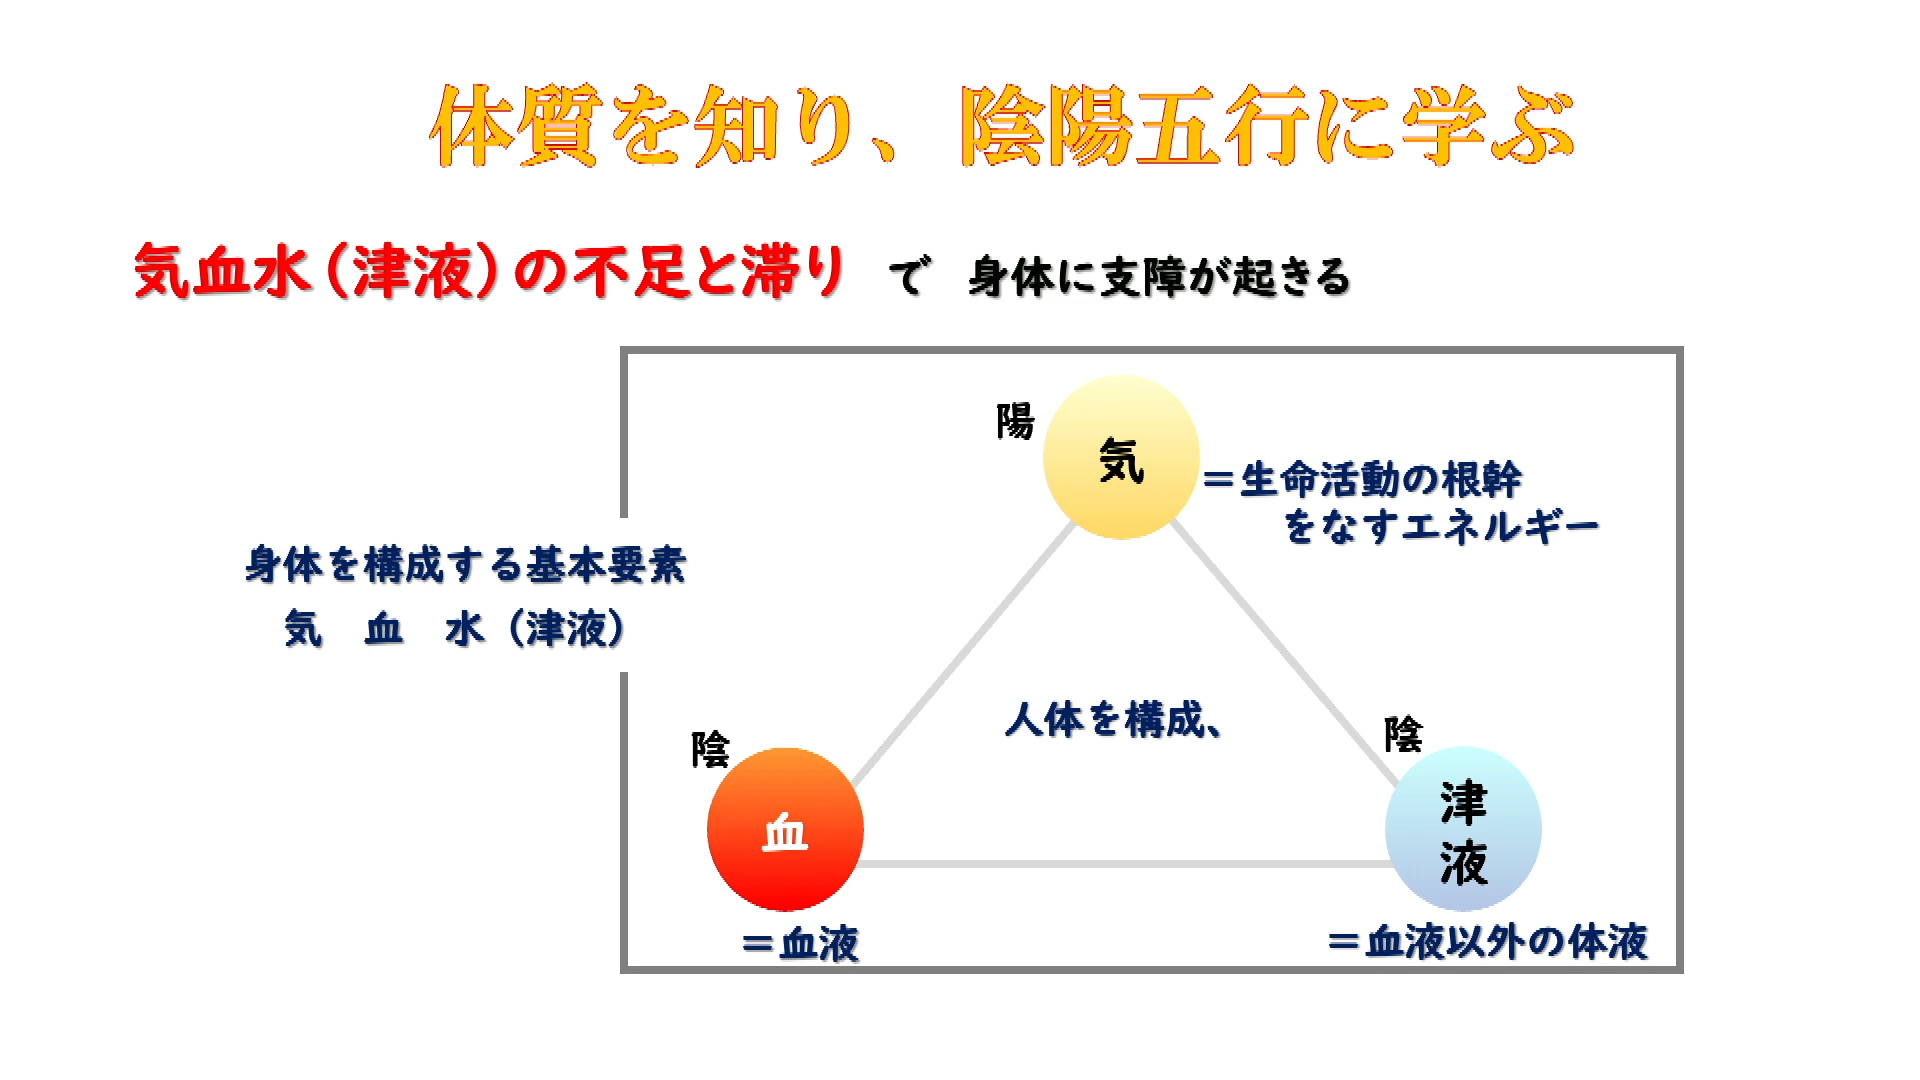 体質を知り、陰陽五行に学ぶ
気血水(津液)の不足と滞り で 身体に支障が起きる
陽
気
=生命活動の根幹
をなすエネルギー
身体を構成する基本要素
気 血 水(津液)
人体を構成、
陰
血
=血液
陰
津
液
=血液以外の体液